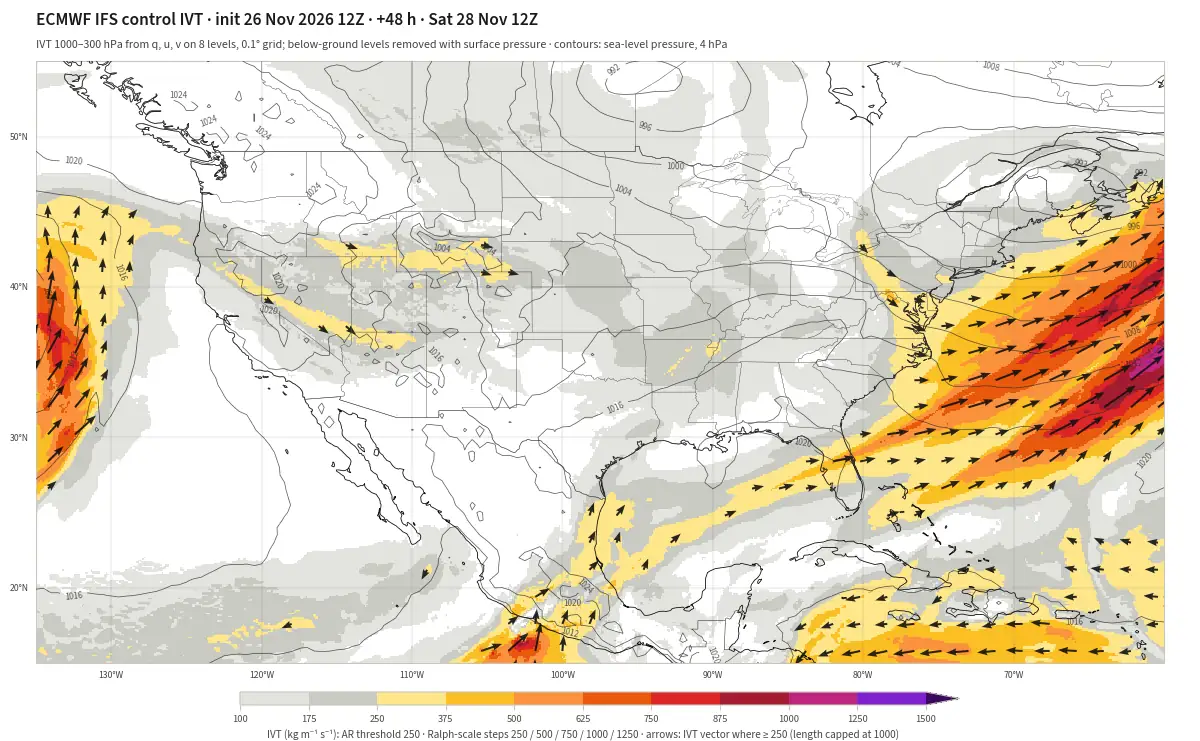 ECMWF IFS control IVT · init 26 Nov 2026 12Z · +48 h · Sat 28 Nov 12Z
IVT 1000–300 hPa from q, u, v on 8 levels, 0.1° grid; below-ground levels removed with surface pressure · contours: sea-level pressure, 4 hPa
992
1008
1024
1024
1024
996
50°N
1020
1000
992
992
1024
1004
996
1004
1000
1016
1020
40°N
1020
1008
1016
1016
30°N
1020
1020
20°N
1016
1020
1016
1012
1020
130°W
120°W
110°W
100°W
90°W
80°W
70°W
100
175
250
375
500
625
750
875
1000
1250
1500
IVT (kg m⁻¹ s⁻¹): AR threshold 250 · Ralph-scale steps 250 / 500 / 750 / 1000 / 1250 · arrows: IVT vector where ≥ 250 (length capped at 1000)